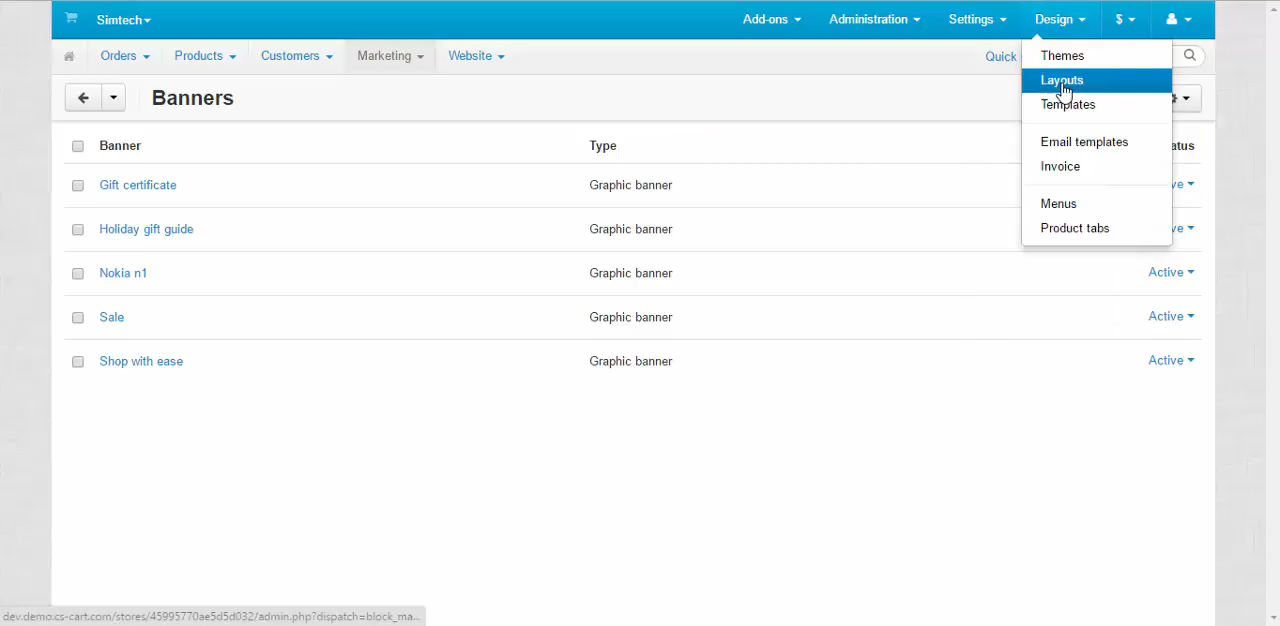 Simtech Add-ons Administration Settings Design $
Orders Products Customers Marketing Website Quick
Themes
Layouts
Templates
Email templates
Invoice
Menus
Product tabs
Banners
Banner Type atus
Gift certificate Graphic banner ve
Holiday gift guide Graphic banner ve
Nokia n1 Graphic banner Active
Sale Graphic banner Active
Shop with ease Graphic banner Active
dev.demo.cs-cart.com/stores/45995770ae5d5d032/admin.php?dispatch=block_ma...